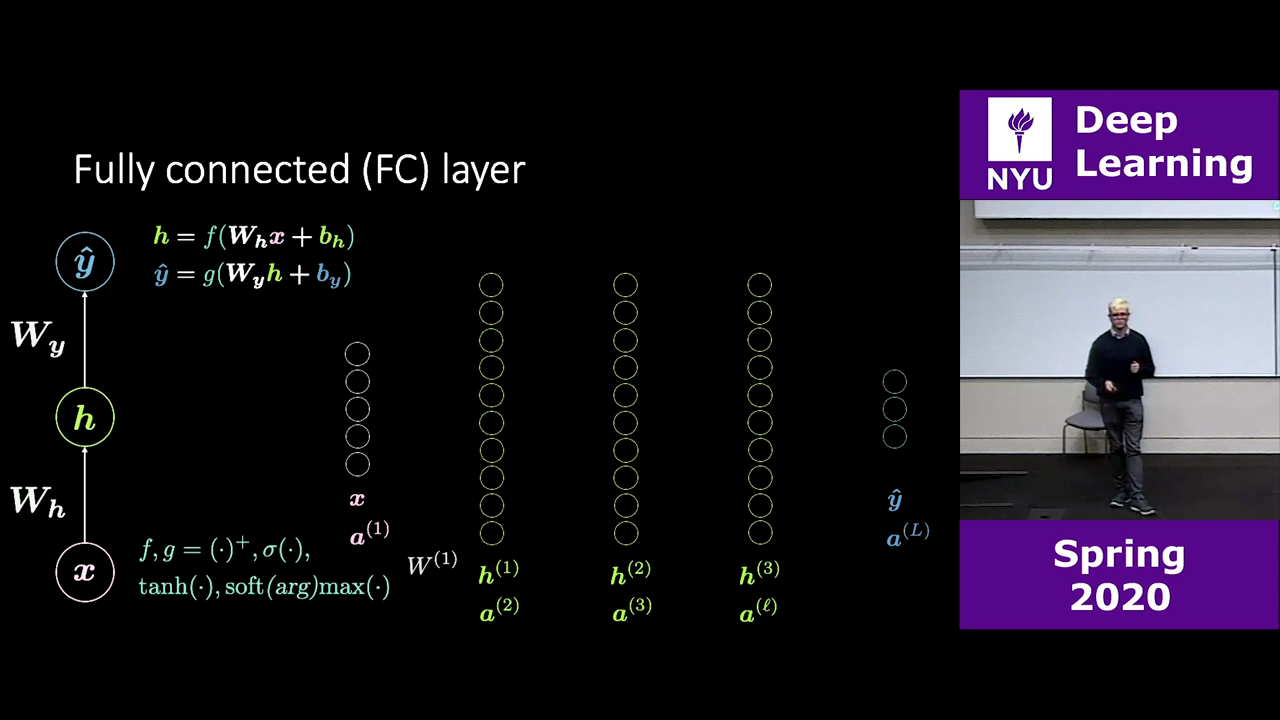 Fully connected (FC) layer
ŷ
h = f(W_h x + b_h)
ŷ = g(W_y h + b_y)
W_y
h
W_h
x
f, g = (·)⁺, σ(·),
tanh(·), soft(arg)max(·)
x
a^(1)
W^(1)
h^(1)
a^(2)
h^(2)
a^(3)
h^(3)
a^(ℓ)
ŷ
a^(L)
NYU
Deep
Learning
Spring
2020